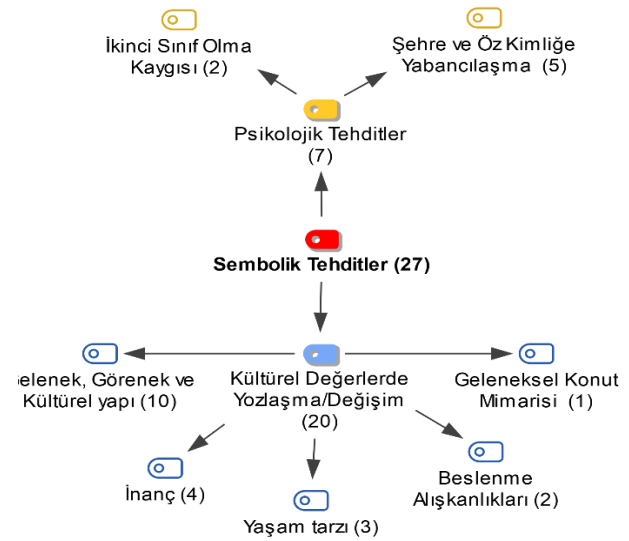 İkinci Sınıf Olma
Kaygısı (2)
Şehre ve Öz Kimliğe
Yabancılaşma (5)
Psikolojik Tehditler
(7)
Sembolik Tehditler (27)
elenek, Görenek ve
Kültürel yapı (10)
Kültürel Değerlerde
Yozlaşma/Değişim
(20)
Geleneksel Konut
Mimarisi (1)
İnanç (4)
Yaşam tarzı (3)
Beslenme
Alışkanlıkları (2)